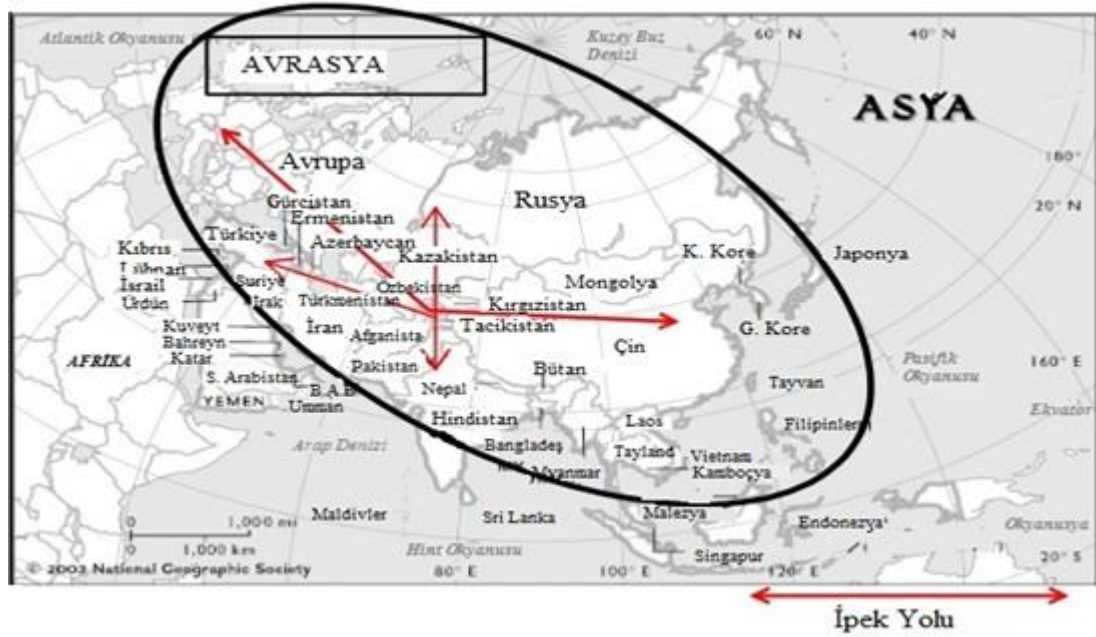 Atlantik Okyanusu
Kuzey Buz
Denizi
60° N
40° N
AVRASYA
ASYA
180°
20° N
Avrupa
Rusya
Gürcistan
Ermenistan
Türkiye
Azerbaycan
Kazakistan
K. Kore
Japonya
Kıbrıs
İsrail
Ürdün
Suriye
Irak
Özbekistan
Türkmenistan
Mongolya
Kırgızistan
Tacikistan
G. Kore
Çin
İran
Afganista
Pakistan
Kuveyt
Bahreyn
Katar
AFRİKA
S. Arabistan
B.A.E
YEMEN
Umman
Nepal
Bütan
Hindistan
Pasifik
Okyanusu
160° E
Tayvan
Ekvator
Filipinler
Arap Denizi
Bangladeş
Myanmar
Laos
Tayland
Vietnam
Kamboçya
0
1,000 mi
0
1,000 km
Maldivler
Sri Lanka
Malezya
Endonezya
Okyanusya
Hint Okyanusu
Singapur
© 2003 National Geographic Society
80° E
100° E
120° E
20° S
İpek Yolu